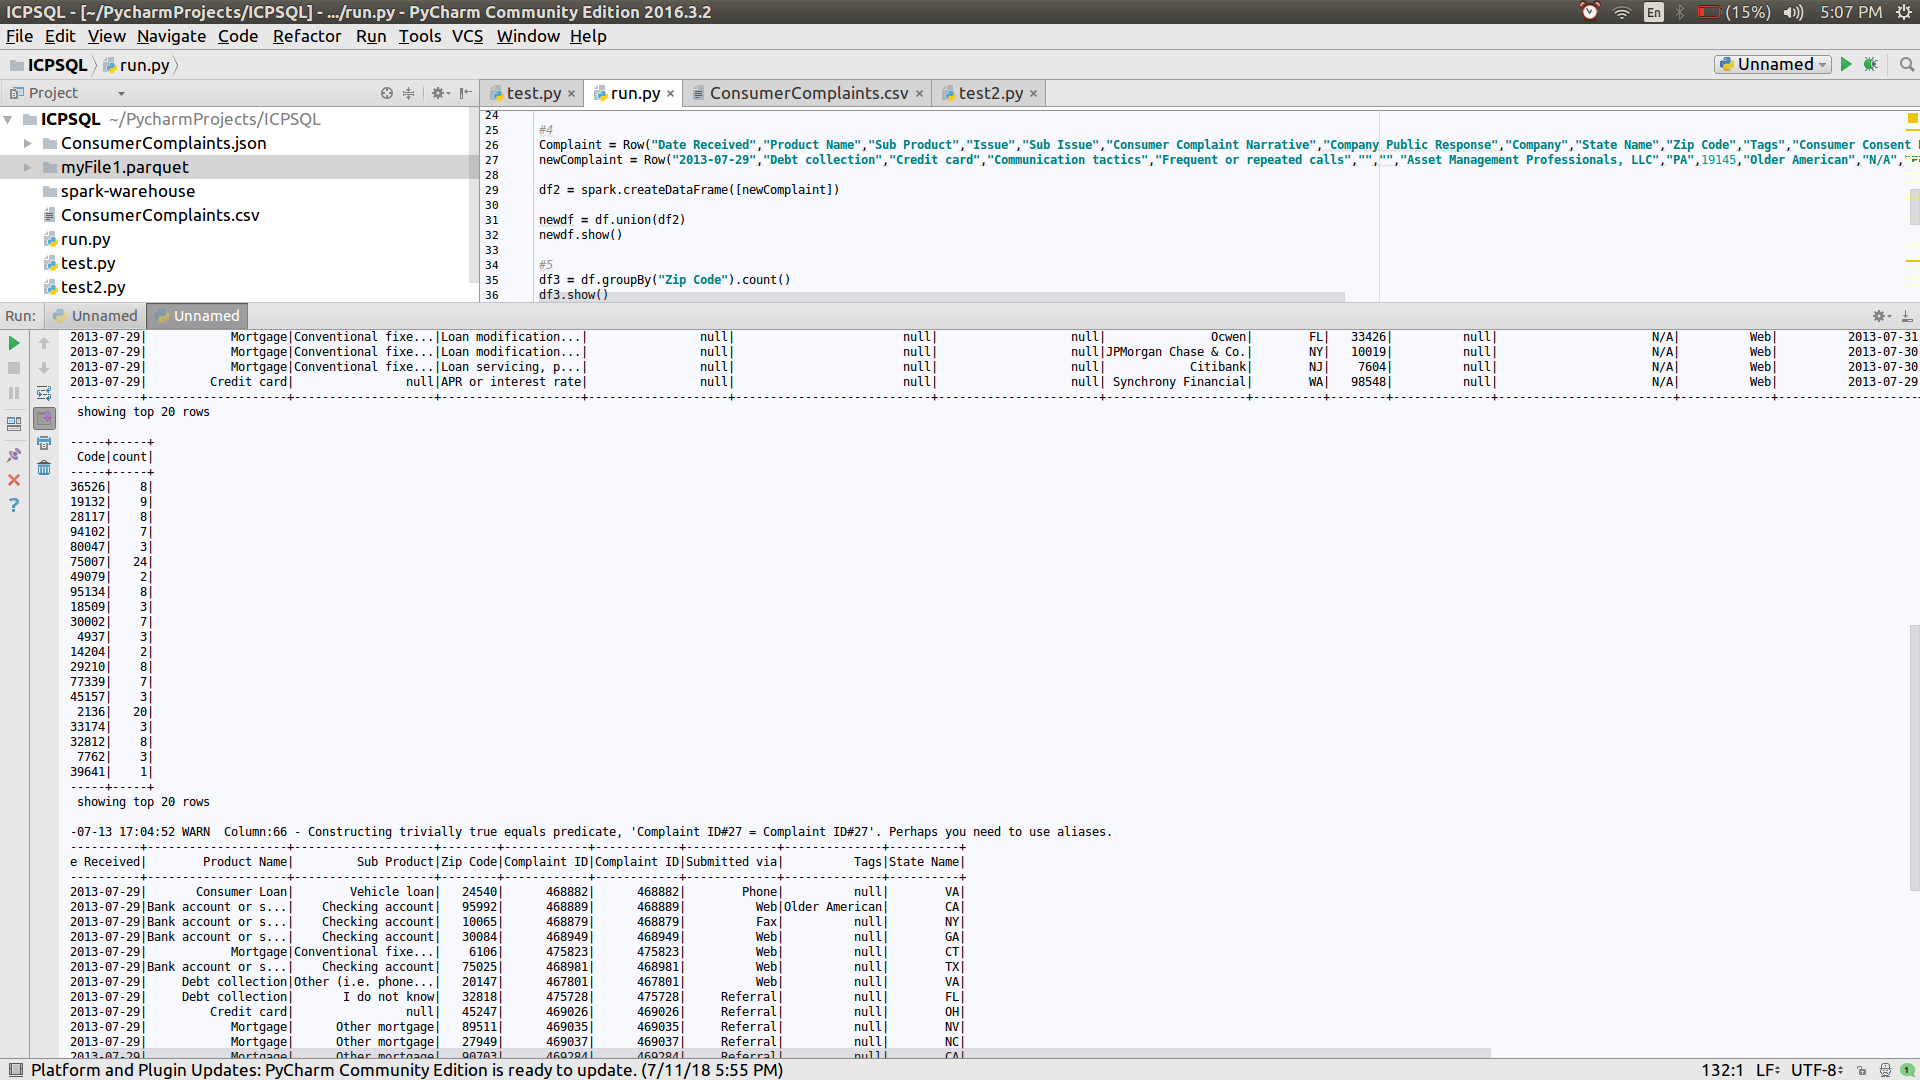 ICPSQL - [~/PycharmProjects/ICPSQL] - .../run.py - PyCharm Community Edition 2016.3.2
En (15%) 5:07 PM
File Edit View Navigate Code Refactor Run Tools VCS Window Help
ICPSQL run.py Unnamed
Project test.py × run.py × ConsumerComplaints.csv × test2.py ×
ICPSQL ~/PycharmProjects/ICPSQL
ConsumerComplaints.json
myFile1.parquet
spark-warehouse
ConsumerComplaints.csv
run.py
test.py
test2.py
24
25 #4
26 Complaint = Row("Date Received","Product Name","Sub Product","Issue","Sub Issue","Consumer Complaint Narrative","Company Public Response","Company","State Name","Zip Code","Tags","Consumer Consent
27 newComplaint = Row("2013-07-29","Debt collection","Credit card","Communication tactics","Frequent or repeated calls","","","Asset Management Professionals, LLC","PA",19145,"Older American","N/A","
28
29 df2 = spark.createDataFrame([newComplaint])
30
31 newdf = df.union(df2)
32 newdf.show()
33
34 #5
35 df3 = df.groupBy("Zip Code").count()
36 df3.show()
Run: Unnamed Unnamed
2013-07-29| Mortgage|Conventional fixe...|Loan modification...| null| null| null| Ocwen| FL| 33426| null| N/A| Web| 2013-07-31
2013-07-29| Mortgage|Conventional fixe...|Loan modification...| null| null| null|JPMorgan Chase & Co.| NY| 10019| null| N/A| Web| 2013-07-30
2013-07-29| Mortgage|Conventional fixe...|Loan servicing, p...| null| null| null| Citibank| NJ| 7604| null| N/A| Web| 2013-07-30
2013-07-29| Credit card| null|APR or interest rate| null| null| null| Synchrony Financial| WA| 98548| null| N/A| Web| 2013-07-29
----------+--------------------+--------------------+--------------------+--------------------+----------------------------+-----------------------+--------------------+----------+--------+--------------+-------------------------+-------------+--------------------
showing top 20 rows
-----+-----+
Code|count|
-----+-----+
36526| 8|
19132| 9|
28117| 8|
94102| 7|
80047| 3|
75007| 24|
49079| 2|
95134| 8|
18509| 3|
30002| 7|
4937| 3|
14204| 2|
29210| 8|
77339| 7|
45157| 3|
2136| 20|
33174| 3|
32812| 8|
7762| 3|
39641| 1|
-----+-----+
showing top 20 rows
-07-13 17:04:52 WARN Column:66 - Constructing trivially true equals predicate, 'Complaint ID#27 = Complaint ID#27'. Perhaps you need to use aliases.
----------+--------------------+--------------------+--------+------------+------------+-------------+--------------+----------+
e Received| Product Name| Sub Product|Zip Code|Complaint ID|Complaint ID|Submitted via| Tags|State Name|
----------+--------------------+--------------------+--------+------------+------------+-------------+--------------+----------+
2013-07-29| Consumer Loan| Vehicle loan| 24540| 468882| 468882| Phone| null| VA|
2013-07-29|Bank account or s...| Checking account| 95992| 468889| 468889| Web|Older American| CA|
2013-07-29|Bank account or s...| Checking account| 10065| 468879| 468879| Fax| null| NY|
2013-07-29|Bank account or s...| Checking account| 30084| 468949| 468949| Web| null| GA|
2013-07-29| Mortgage|Conventional fixe...| 6106| 475823| 475823| Web| null| CT|
2013-07-29|Bank account or s...| Checking account| 75025| 468981| 468981| Web| null| TX|
2013-07-29| Debt collection|Other (i.e. phone...| 20147| 467801| 467801| Web| null| VA|
2013-07-29| Debt collection| I do not know| 32818| 475728| 475728| Referral| null| FL|
2013-07-29| Credit card| null| 45247| 469026| 469026| Referral| null| OH|
2013-07-29| Mortgage| Other mortgage| 89511| 469035| 469035| Referral| null| NV|
2013-07-29| Mortgage| Other mortgage| 27949| 469037| 469037| Referral| null| NC|
2013-07-29| Mortgage| Other mortgage| 90703| 469284| 469284| Referral| null| CA|
Platform and Plugin Updates: PyCharm Community Edition is ready to update. (7/11/18 5:55 PM) 132:1 LF UTF-8 1